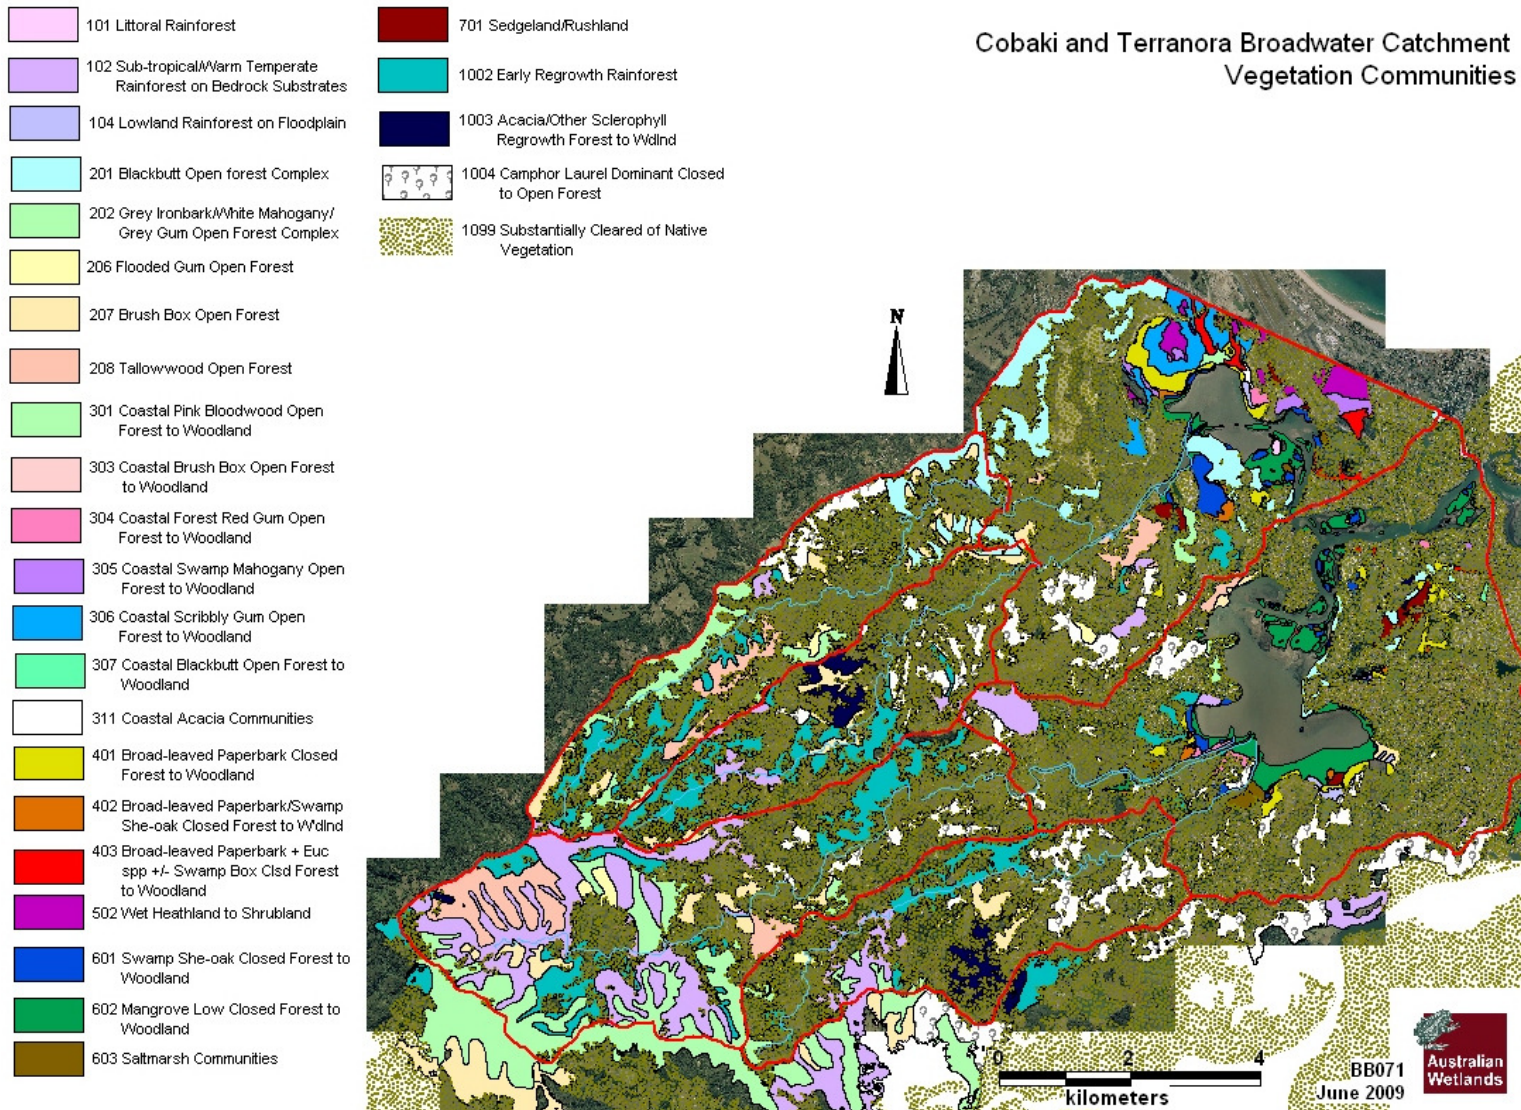 Cobaki and Terranora Broadwater Catchment
Vegetation Communities
101 Littoral Rainforest
102 Sub-tropical/Warm Temperate
Rainforest on Bedrock Substrates
104 Lowland Rainforest on Floodplain
201 Blackbutt Open forest Complex
202 Grey Ironbark/White Mahogany/
Grey Gum Open Forest Complex
206 Flooded Gum Open Forest
207 Brush Box Open Forest
208 Tallowwood Open Forest
301 Coastal Pink Bloodwood Open
Forest to Woodland
303 Coastal Brush Box Open Forest
to Woodland
304 Coastal Forest Red Gum Open
Forest to Woodland
305 Coastal Swamp Mahogany Open
Forest to Woodland
306 Coastal Scribbly Gum Open
Forest to Woodland
307 Coastal Blackbutt Open Forest to
Woodland
311 Coastal Acacia Communities
401 Broad-leaved Paperbark Closed
Forest to Woodland
402 Broad-leaved Paperbark/Swamp
She-oak Closed Forest to W'dlnd
403 Broad-leaved Paperbark + Euc
spp +/- Swamp Box Clsd Forest
to Woodland
502 Wet Heathland to Shrubland
601 Swamp She-oak Closed Forest to
Woodland
602 Mangrove Low Closed Forest to
Woodland
603 Saltmarsh Communities
701 Sedgeland/Rushland
1002 Early Regrowth Rainforest
1003 Acacia/Other Sclerophyll
Regrowth Forest to Wdlnd
1004 Camphor Laurel Dominant Closed
to Open Forest
1099 Substantially Cleared of Native
Vegetation
N
0 2 4
kilometers
BB071
June 2009
Australian
Wetlands